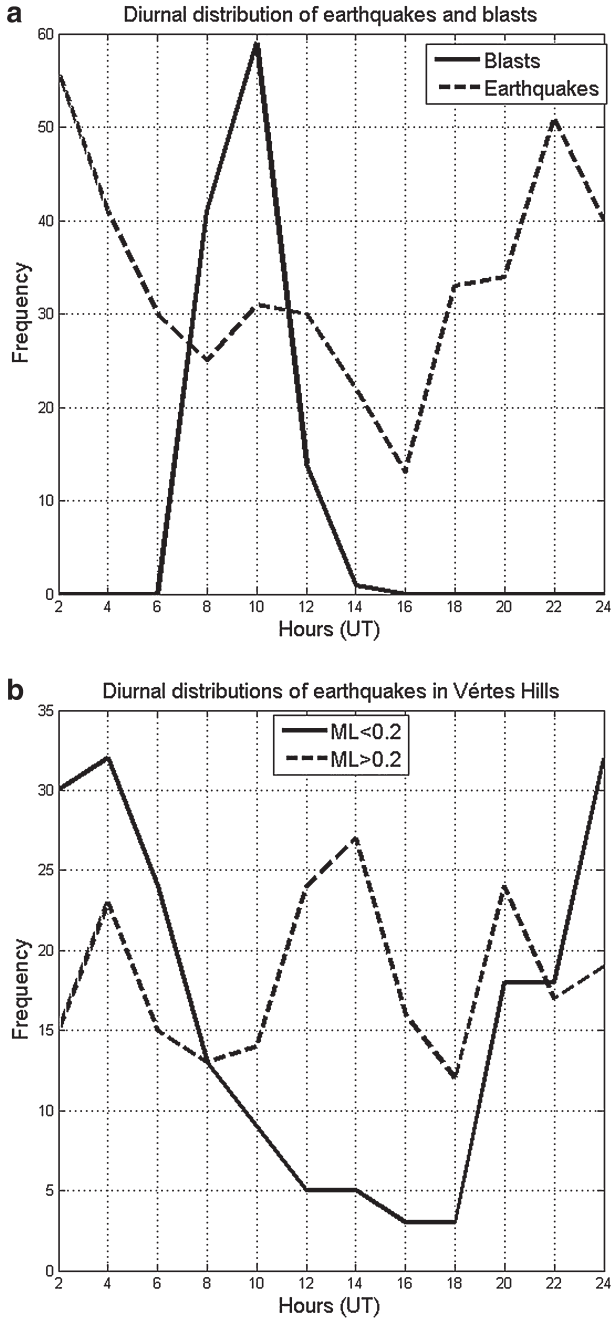 a
Diurnal distribution of earthquakes and blasts
60
50
40
30
20
10
0
Frequency
Blasts
Earthquakes
2 4 6 8 10 12 14 16 18 20 22 24
Hours (UT)
b
Diurnal distributions of earthquakes in Vértes Hills
35
30
25
20
15
10
5
0
Frequency
ML<0.2
ML>0.2
2 4 6 8 10 12 14 16 18 20 22 24
Hours (UT)